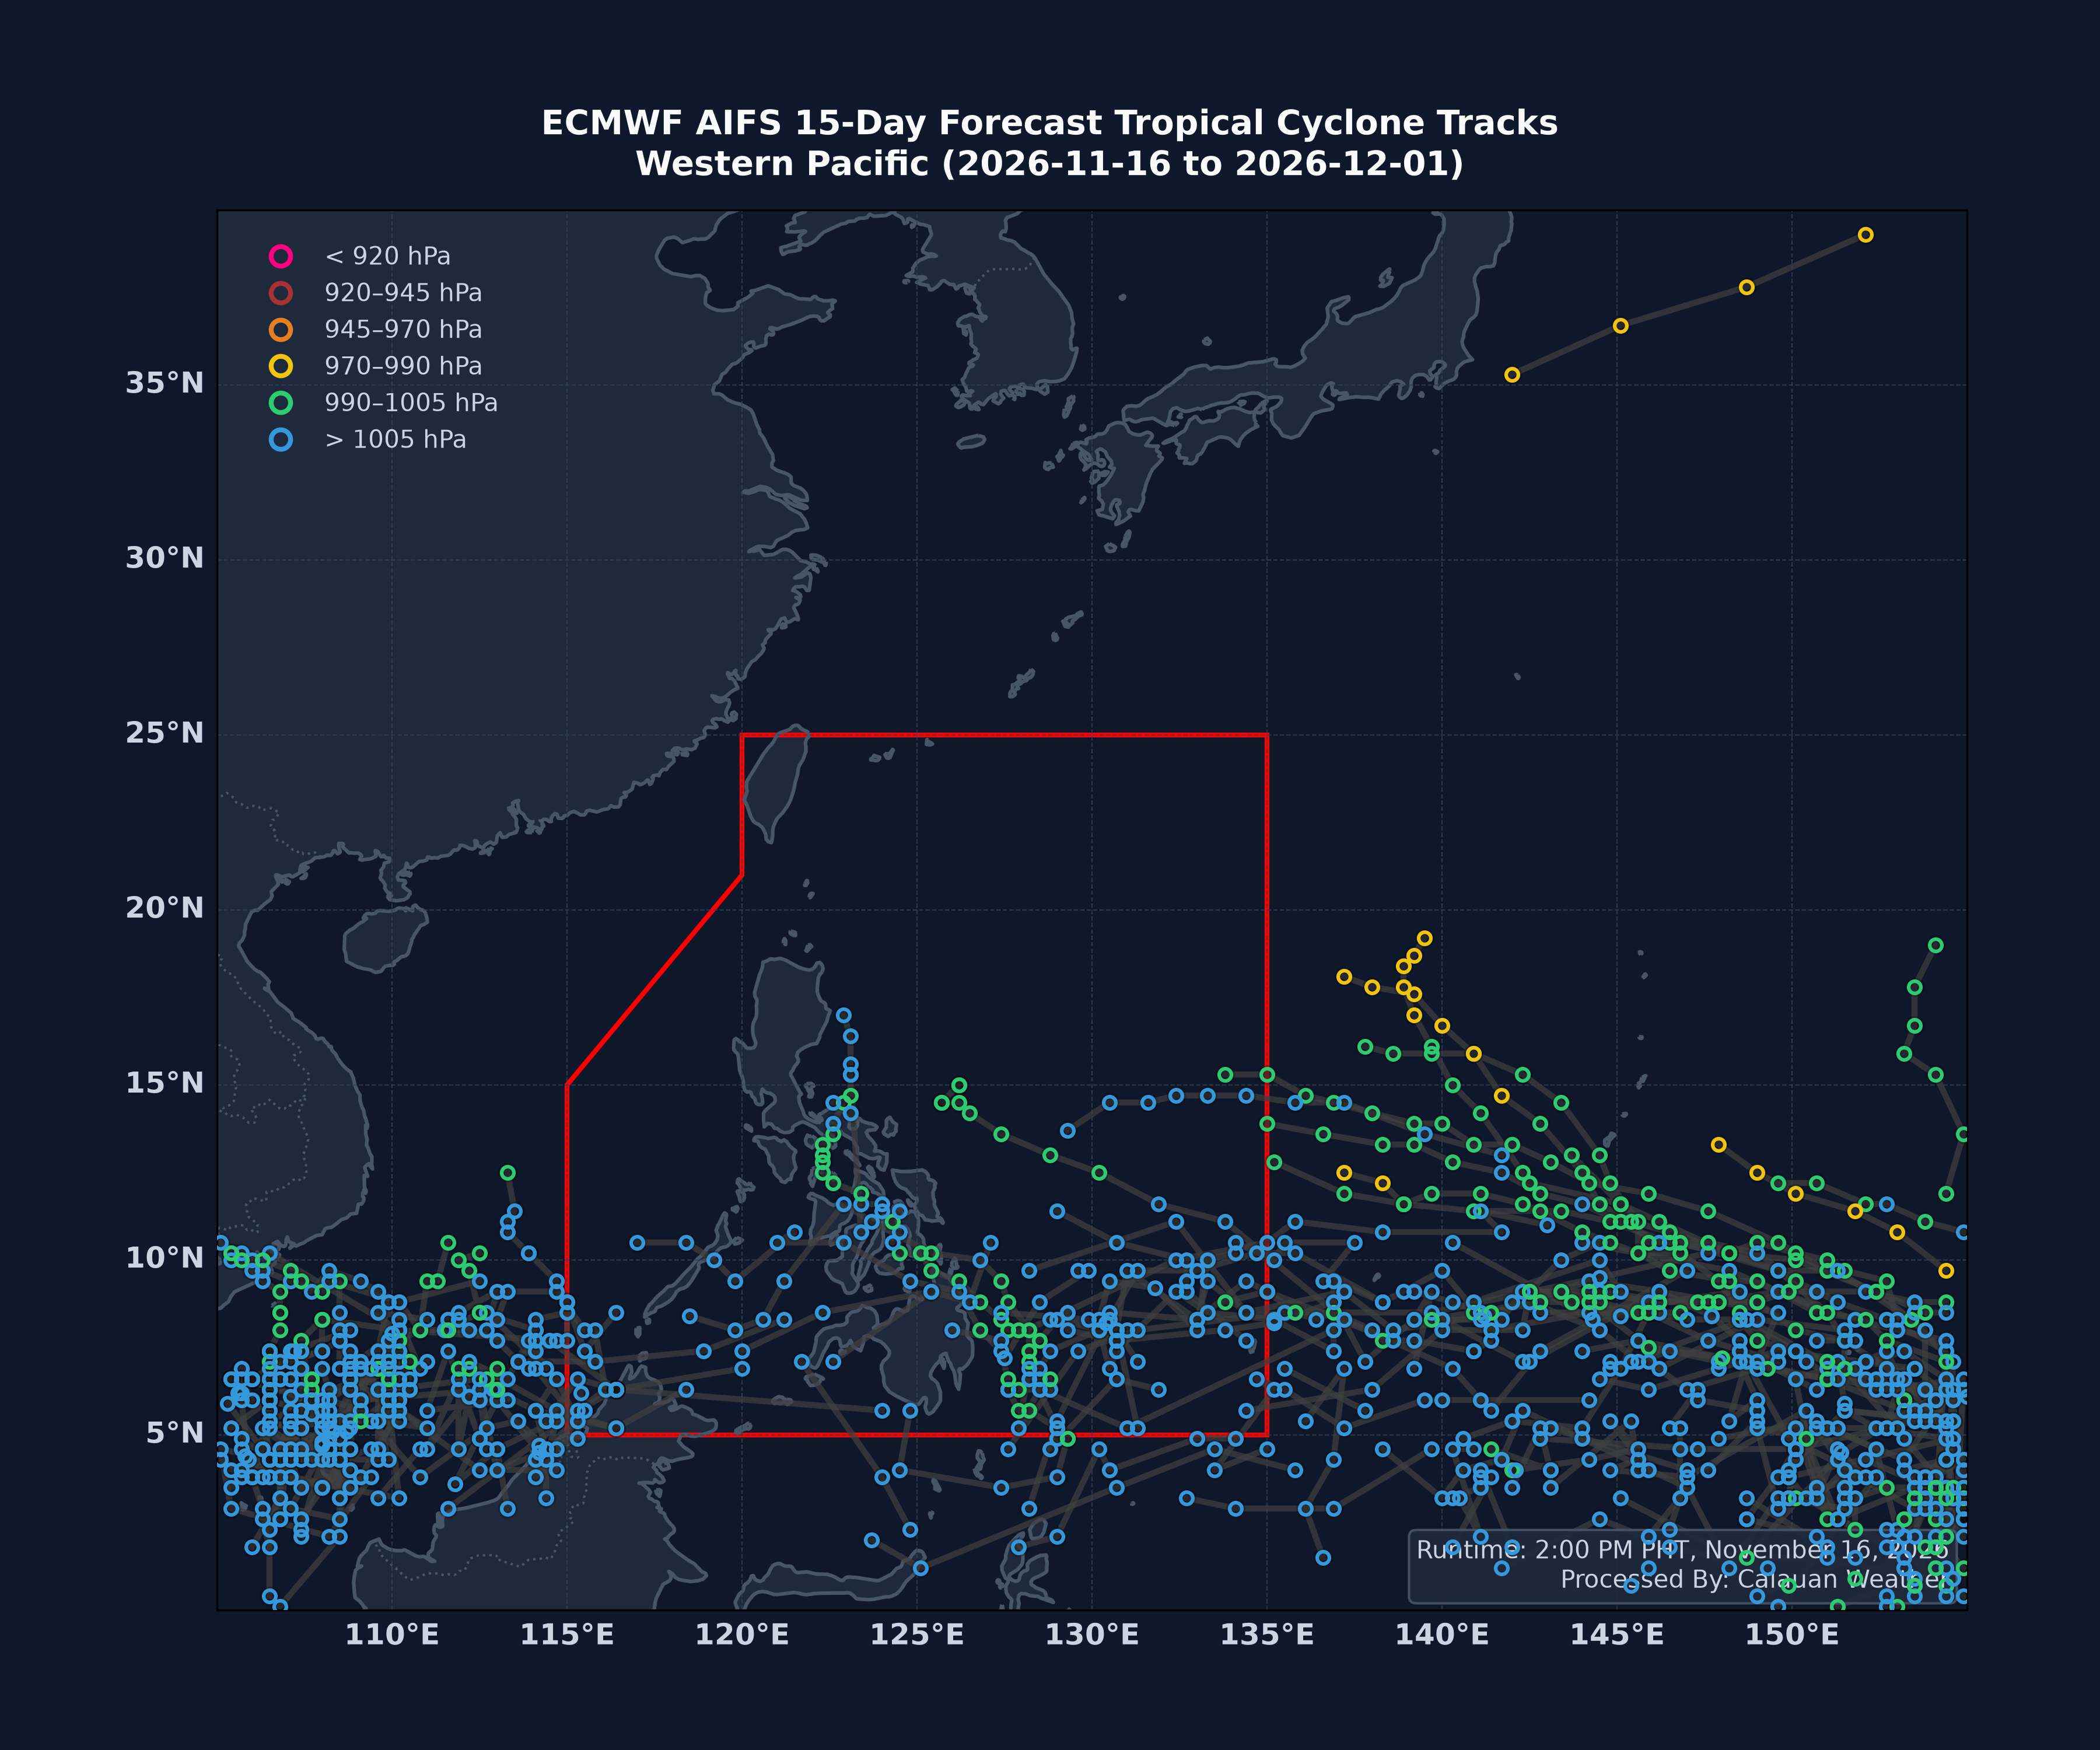 ECMWF AIFS 15-Day Forecast Tropical Cyclone Tracks
Western Pacific (2026-11-16 to 2026-12-01)
< 920 hPa
920–945 hPa
945–970 hPa
970–990 hPa
990–1005 hPa
> 1005 hPa
35°N
30°N
25°N
20°N
15°N
10°N
5°N
Runtime: 2:00 PM PHT, November 16, 2026
Processed By: Calauan Weather
110°E 115°E 120°E 125°E 130°E 135°E 140°E 145°E 150°E